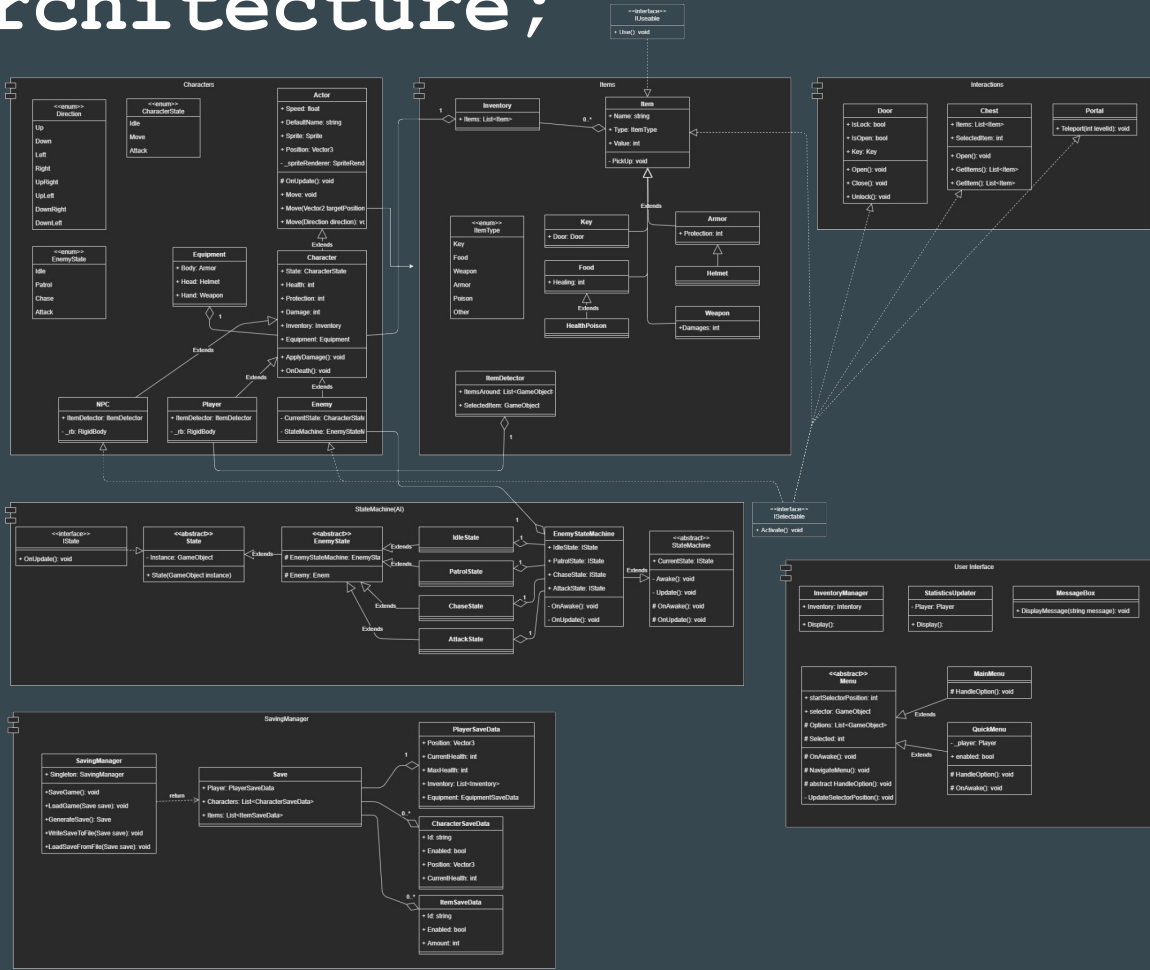 rchitecture;
<<interface>>
IUseable
+ Use() void
Characters
<<enum>>
Direction
Up
Down
Left
Right
UpRight
UpLeft
DownRight
DownLeft
<<enum>>
CharacterState
Idle
Move
Attack
Actor
+ Speed: float
+ DefaultName: string
+ Sprite: Sprite
+ Position: Vector3
- _spriteRenderer: SpriteRend
# OnUpdate(): void
+ Move: void
+ Move(Vector2 targetPosition
+ Move(Direction direction): vc
Extends
<<enum>>
EnemyState
Idle
Patrol
Chase
Attack
Equipment
+ Body: Armor
+ Head: Helmet
+ Hand: Weapon
1
Character
+ State: CharacterState
+ Health: int
+ Protection: int
+ Damage: int
+ Inventory: Inventory
+ Equipment: Equipment
+ ApplyDamage(): void
+ OnDeath(): void
Extends
Extends
Extends
NPC
+ ItemDetector: ItemDetector
- _rb: RigidBody
Player
+ ItemDetector: ItemDetector
- _rb: RigidBody
Enemy
- CurrentState: CharacterState
- StateMachine: EnemyStateM
Items
1
Inventory
+ Items: List<Item>
0..*
Item
+ Name: string
+ Type: ItemType
+ Value: int
- PickUp: void
Extends
<<enum>>
ItemType
Key
Food
Weapon
Armor
Poison
Other
Key
+ Door: Door
Food
+ Healing: int
Extends
HealthPoison
Armor
+ Protection: int
Helmet
Weapon
+Damages: int
ItemDetector
+ ItemsAround: List<GameObject>
+ SelectedItem: GameObject
1
Interactions
Door
+ IsLock: bool
+ IsOpen: bool
+ Key: Key
+ Open(): void
+ Close(): void
+ Unlock(): void
Chest
+ Items: List<Item>
+ SelectedItem: int
+ Open(): void
+ GetItems(): List<Item>
+ GetItem(): List<Item>
Portal
+ Teleport(int levelId): void
<<interface>>
ISelectable
+ Activate() void
StateMachine(AI)
<<interface>>
IState
+ OnUpdate(): void
<<abstract>>
State
- Instance: GameObject
+ State(GameObject instance)
Extends
<<abstract>>
EnemyState
# EnemyStateMachine: EnemySta
# Enemy: Enem
Extends
Extends
Extends
Extends
IdleState
PatrolState
ChaseState
AttackState
1
1
1
1
1
EnemyStateMachine
+ IdleState: IState
+ PatrolState: IState
+ ChaseState: IState
+ AttackState: IState
- OnAwake(): void
- OnUpdate(): void
Extends
<<abstract>>
StateMachine
+ CurrentState: IState
- Awake(): void
- Update(): void
# OnAwake(): void
# OnUpdate(): void
User Interface
InventoryManager
+ Inventory: Intentory
+ Display():
StatisticsUpdater
- Player: Player
+ Display():
MessageBox
+ DisplayMessage(string message): void
<<abstract>>
Menu
+ startSelectorPosition: int
+ selector: GameObject
# Options: List<GameObject>
# Selected: int
# OnAwake(): void
# NavigateMenu(): void
# abstract HandleOption(): void
- UpdateSelectorPosition(): void
Extends
Extends
MainMenu
# HandleOption(): void
QuickMenu
- _player: Player
+ enabled: bool
# HandleOption(): void
# OnAwake(): void
SavingManager
SavingManager
+ Singleton: SavingManager
+SaveGame(): void
+LoadGame(Save save): void
+GenerateSave(): Save
+WriteSaveToFile(Save save): void
+LoadSaveFromFile(Save save): void
return
Save
+ Player: PlayerSaveData
+ Characters: List<CharacterSaveData>
+ Items: List<ItemSaveData>
1
0..*
0..*
PlayerSaveData
+ Position: Vector3
+ CurrentHealth: int
+ MaxHealth: int
+ Inventory: List<Inventory>
+ Equipment: EquipmentSaveData
CharacterSaveData
+ Id: string
+ Enabled: bool
+ Position: Vector3
+ CurrentHealth: int
ItemSaveData
+ Id: string
+ Enabled: bool
+ Amount: int